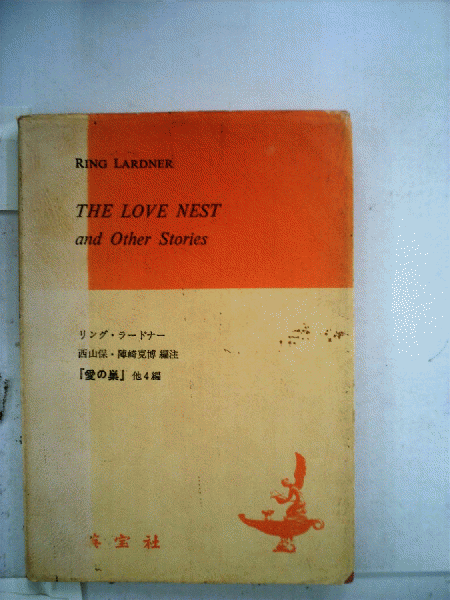 RING LARDNER
THE LOVE NEST
and Other Stories
リング・ラードナー
西山保・陣崎克博 編注
『愛の巣』 他4編
英宝社